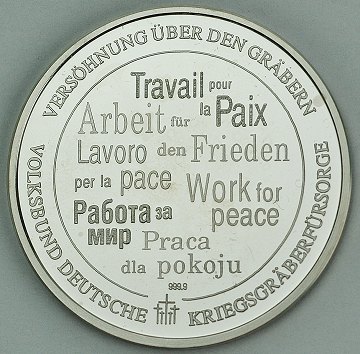 VERSÖHNUNG ÜBER DEN GRÄBERN
Travail pour
la Paix
Arbeit für
Lavoro den Frieden
per la pace Work for
Работа за peace
мир Praca
dla pokoju
999.9
VOLKSBUND DEUTSCHE KRIEGSGRÄBERFÜRSORGE